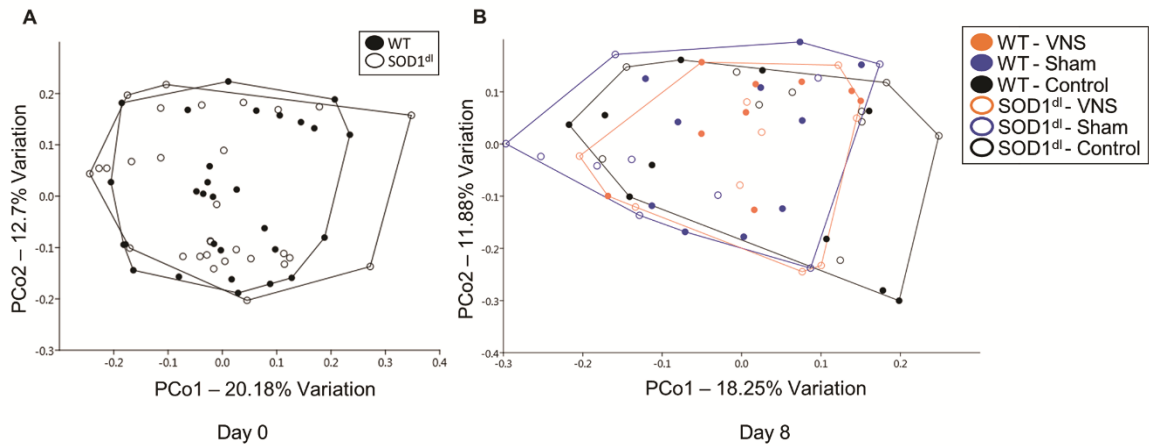 A
WT
SOD1dl
PCo2 – 12.7% Variation
0.2
0.1
0.0
-0.1
-0.2
-0.3
-0.2
-0.1
0.0
0.1
0.2
0.3
0.4
PCo1 – 20.18% Variation
Day 0
B
PCo2 – 11.88% Variation
0.1
0.0
-0.1
-0.2
-0.3
-0.4
-0.3
-0.2
-0.1
0.0
0.1
0.2
PCo1 – 18.25% Variation
Day 8
WT - VNS
WT - Sham
WT - Control
SOD1dl - VNS
SOD1dl - Sham
SOD1dl - Control